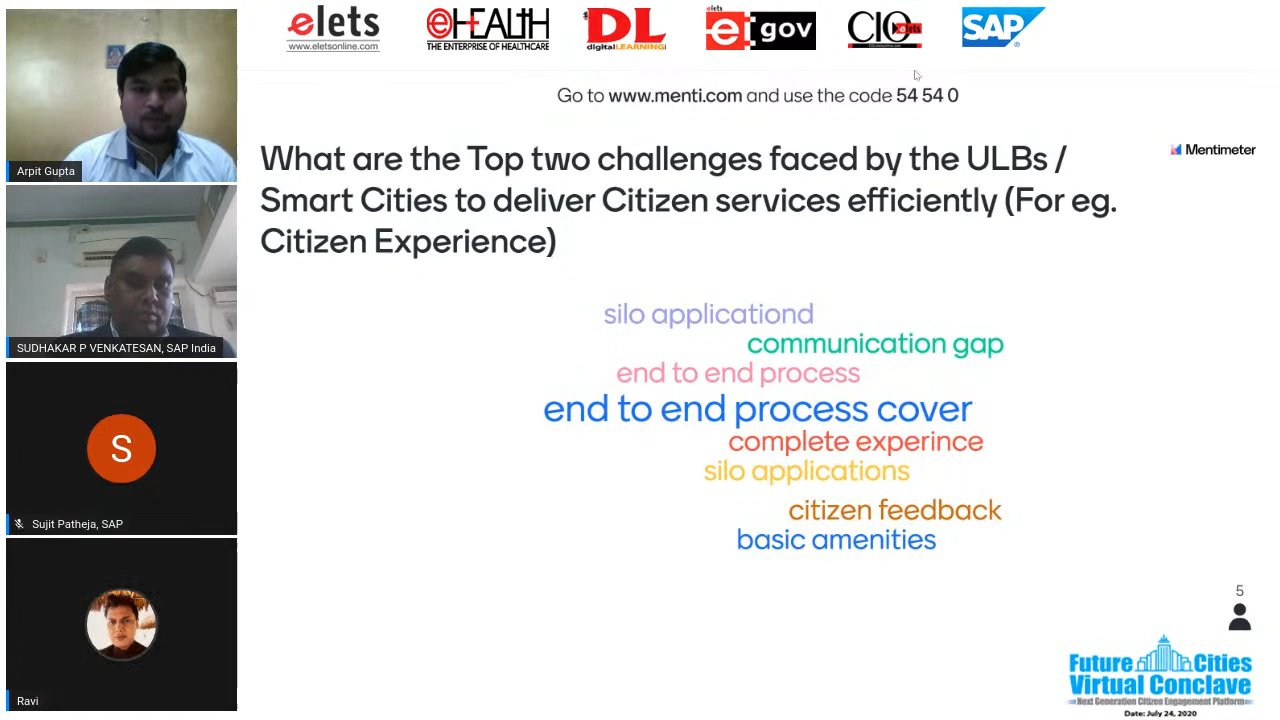 elets
www.eletsonline.com
eHEALTH
THE ENTERPRISE OF HEALTHCARE
DL
digitalLEARNING
elets
e gov
CIO elets
SAP
Go to www.menti.com and use the code 54 54 0
Mentimeter
What are the Top two challenges faced by the ULBs /
Smart Cities to deliver Citizen services efficiently (For eg.
Citizen Experience)
silo applicationd
communication gap
end to end process
end to end process cover
complete experince
silo applications
citizen feedback
basic amenities
5
Arpit Gupta
SUDHAKAR P VENKATESAN, SAP India
S
Sujit Patheja, SAP
Ravi
Future Cities
Virtual Conclave
Next Generation Citizen Engagement Platform
Date: July 24, 2020